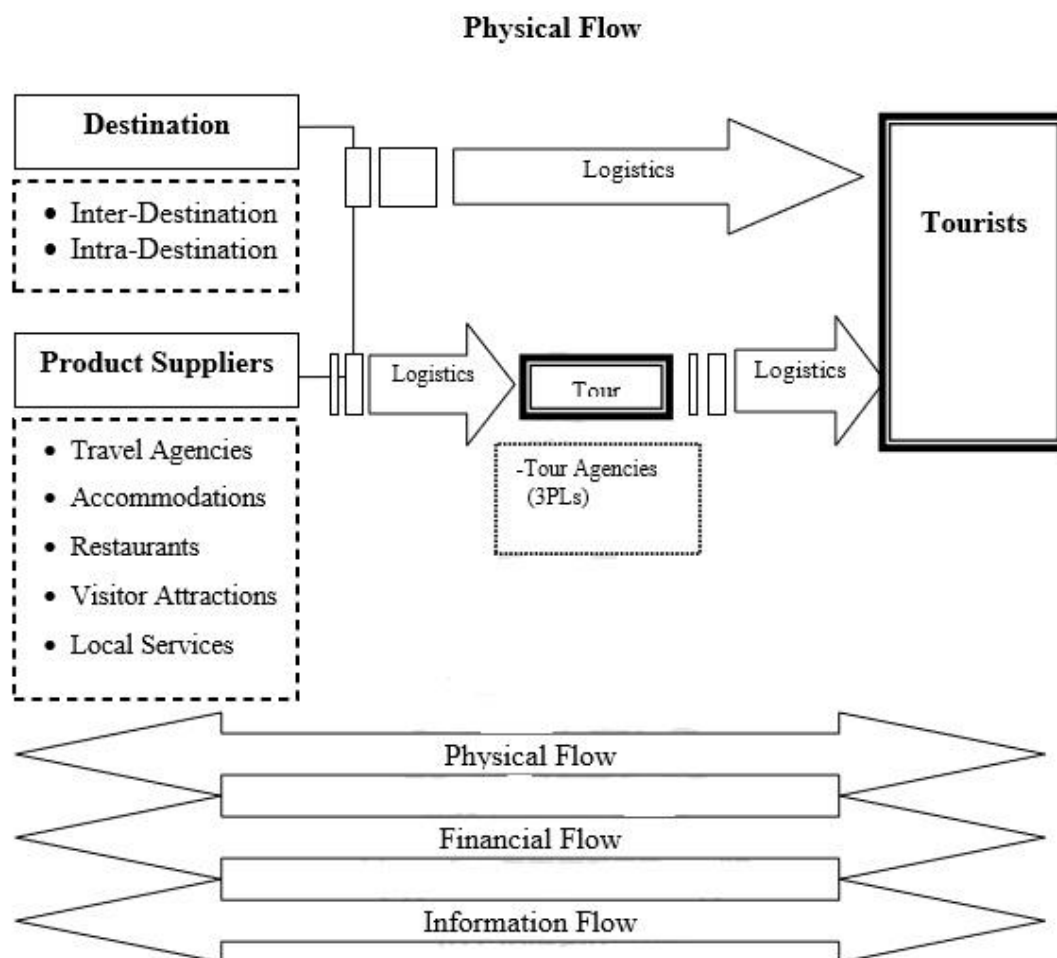 Physical Flow
Destination
• Inter-Destination
• Intra-Destination
Logistics
Tourists
Product Suppliers
Logistics
Tour
Logistics
• Travel Agencies
• Accommodations
• Restaurants
• Visitor Attractions
• Local Services
-Tour Agencies
(3PLs)
Physical Flow
Financial Flow
Information Flow